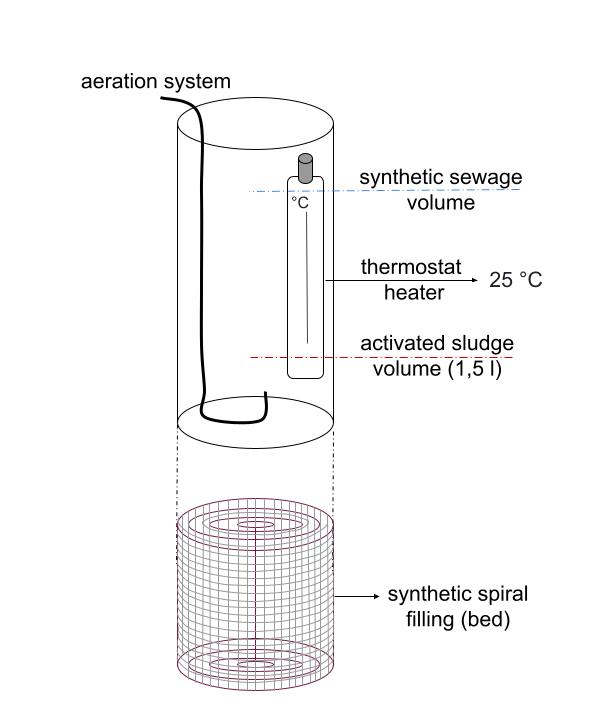 aeration system
synthetic sewage
volume
°C
thermostat
heater
25 °C
activated sludge
volume (1,5 l)
synthetic spiral
filling (bed)